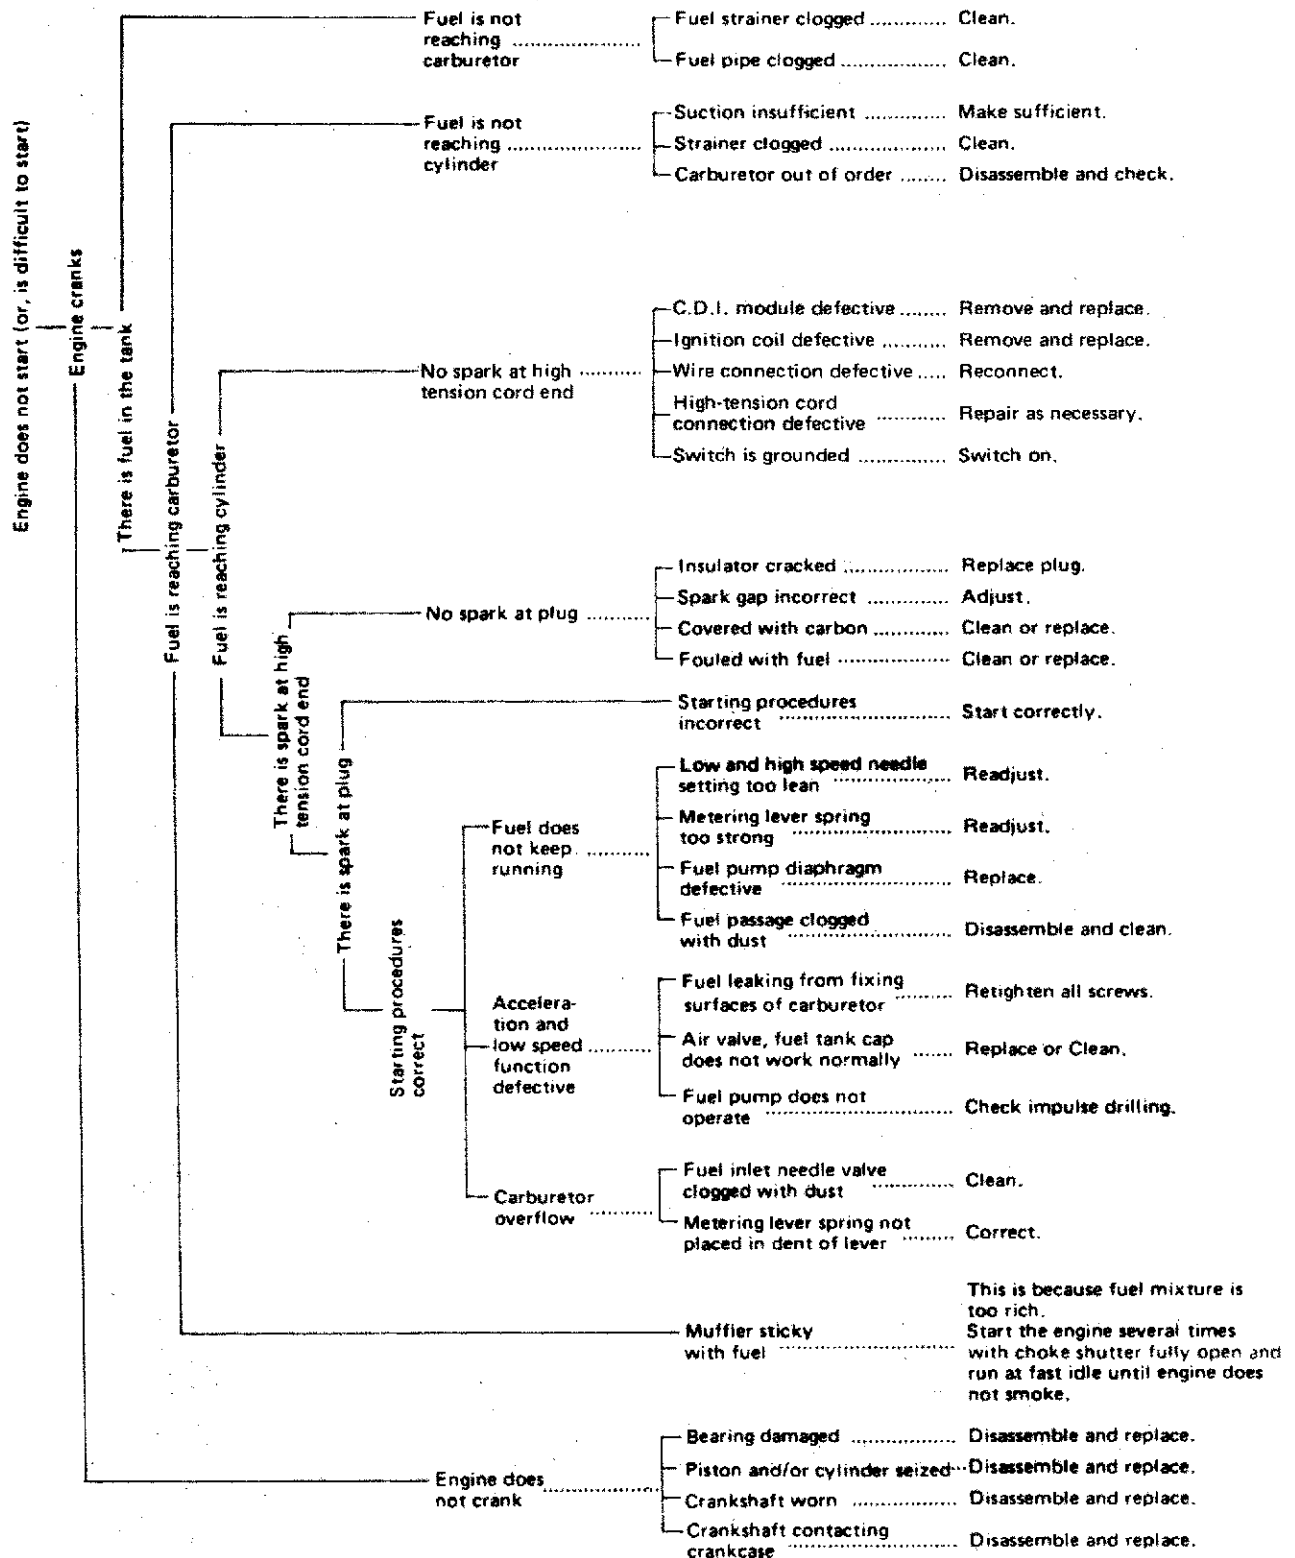 Engine does not start (or, is difficult to start)
Engine cranks
There is fuel in the tank
Fuel is reaching carburetor
Fuel is reaching cylinder
There is spark at high
tension cord end
There is spark at plug
Starting procedures
correct
Fuel is not
reaching
carburetor
Fuel strainer clogged ............ Clean.
Fuel pipe clogged ................. Clean.
Fuel is not
reaching
cylinder
Suction insufficient ............ Make sufficient.
Strainer clogged .................. Clean.
Carburetor out of order ........ Disassemble and check.
No spark at high
tension cord end
C.D.I. module defective ........ Remove and replace.
Ignition coil defective ........... Remove and replace.
Wire connection defective ..... Reconnect.
High-tension cord
connection defective ............ Repair as necessary.
Switch is grounded .............. Switch on.
No spark at plug
Insulator cracked ................. Replace plug.
Spark gap incorrect ............. Adjust.
Covered with carbon ........... Clean or replace.
Fouled with fuel .................. Clean or replace.
Starting procedures
incorrect .......................... Start correctly.
Fuel does
not keep
running
Low and high speed needle
setting too lean .................. Readjust.
Metering lever spring
too strong ......................... Readjust.
Fuel pump diaphragm
defective .......................... Replace.
Fuel passage clogged
with dust .......................... Disassemble and clean.
Accelera-
tion and
low speed
function
defective
Fuel leaking from fixing
surfaces of carburetor ........ Retighten all screws.
Air valve, fuel tank cap
does not work normally ....... Replace or Clean.
Fuel pump does not
operate ............................ Check impulse drilling.
Carburetor
overflow
Fuel inlet needle valve
clogged with dust .............. Clean.
Metering lever spring not
placed in dent of lever ........ Correct.
Muffler sticky
with fuel
This is because fuel mixture is
too rich.
Start the engine several times
with choke shutter fully open and
run at fast idle until engine does
not smoke.
Engine does
not crank
Bearing damaged ................. Disassemble and replace.
Piston and/or cylinder seized... Disassemble and replace.
Crankshaft worn .................. Disassemble and replace.
Crankshaft contacting
crankcase .......................... Disassemble and replace.